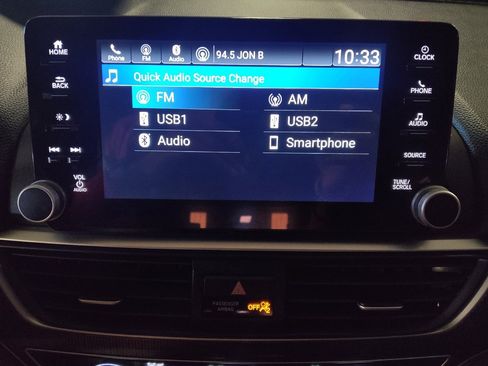 HOME
BACK
VOL
AUDIO
Phone FM Audio 94.5 JON B 10:33
Quick Audio Source Change
FM AM
USB1 USB2
Audio Smartphone
CLOCK
PHONE
AUDIO
SOURCE
TUNE/
SCROLL
PASSENGER
AIRBAG OFF